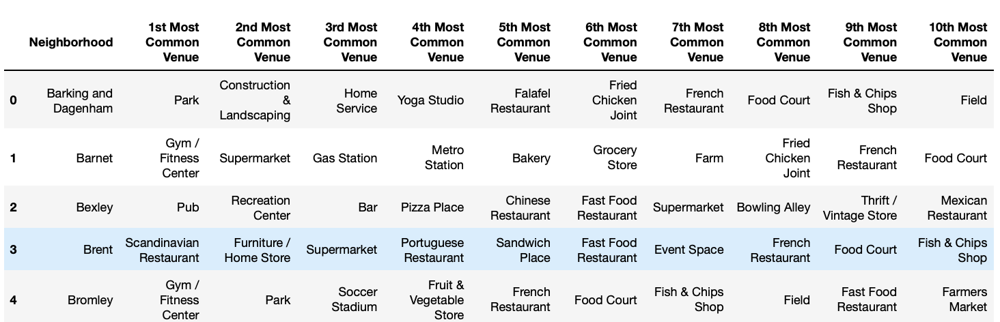 Neighborhood 1st Most Common Venue 2nd Most Common Venue 3rd Most Common Venue 4th Most Common Venue 5th Most Common Venue 6th Most Common Venue 7th Most Common Venue 8th Most Common Venue 9th Most Common Venue 10th Most Common Venue
0 Barking and Dagenham Park Construction & Landscaping Home Service Yoga Studio Falafel Restaurant Fried Chicken Joint French Restaurant Food Court Fish & Chips Shop Field
1 Barnet Gym / Fitness Center Supermarket Gas Station Metro Station Bakery Grocery Store Farm Fried Chicken Joint French Restaurant Food Court
2 Bexley Pub Recreation Center Bar Pizza Place Chinese Restaurant Fast Food Restaurant Supermarket Bowling Alley Thrift / Vintage Store Mexican Restaurant
3 Brent Scandinavian Restaurant Furniture / Home Store Supermarket Portuguese Restaurant Sandwich Place Fast Food Restaurant Event Space French Restaurant Food Court Fish & Chips Shop
4 Bromley Gym / Fitness Center Park Soccer Stadium Fruit & Vegetable Store French Restaurant Food Court Fish & Chips Shop Field Fast Food Restaurant Farmers Market